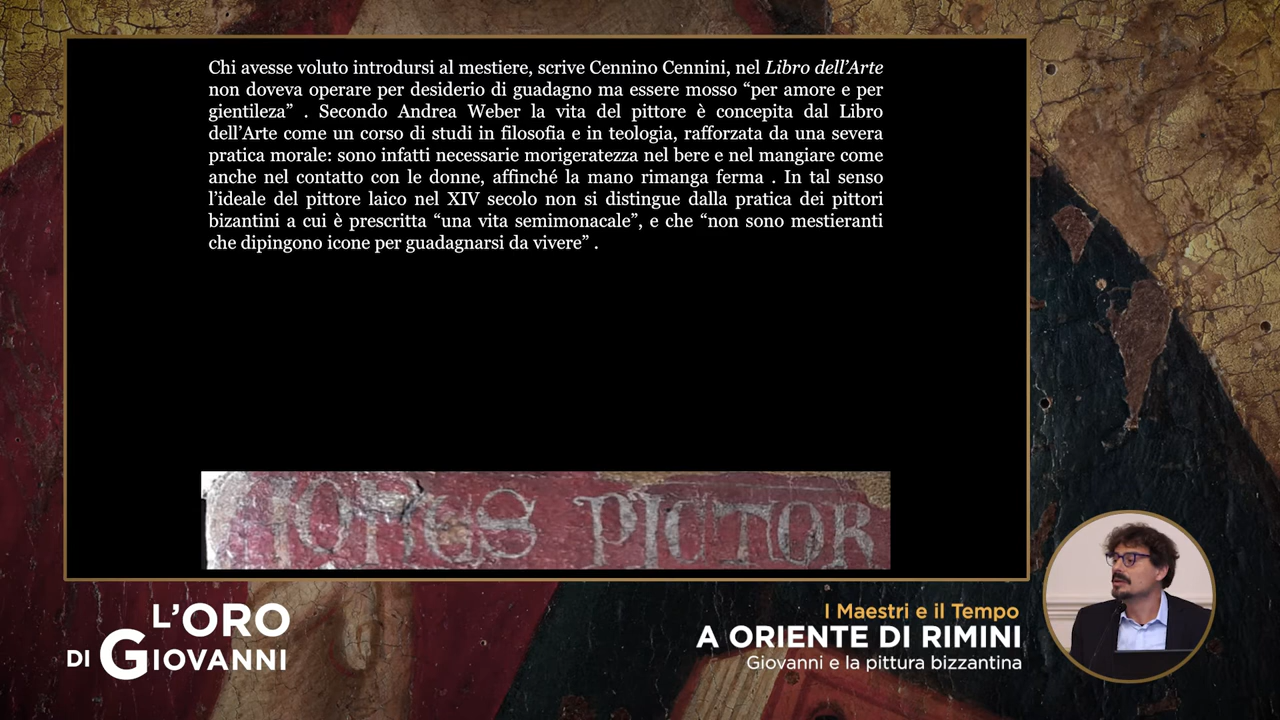 Chi avesse voluto introdursi al mestiere, scrive Cennino Cennini, nel Libro dell’Arte
non doveva operare per desiderio di guadagno ma essere mosso “per amore e per
gientileza” . Secondo Andrea Weber la vita del pittore è concepita dal Libro
dell’Arte come un corso di studi in filosofia e in teologia, rafforzata da una severa
pratica morale: sono infatti necessarie morigeratezza nel bere e nel mangiare come
anche nel contatto con le donne, affinché la mano rimanga ferma . In tal senso
l’ideale del pittore laico nel XIV secolo non si distingue dalla pratica dei pittori
bizantini a cui è prescritta “una vita semimonacale”, e che “non sono mestieranti
che dipingono icone per guadagnarsi da vivere” .
PICTOR
L’ORO
DI GIOVANNI
I Maestri e il Tempo
A ORIENTE DI RIMINI
Giovanni e la pittura bizzantina